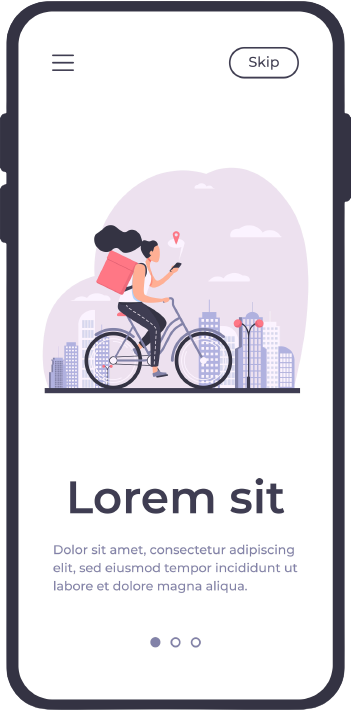 Skip
Lorem sit
Dolor sit amet, consectetur adipiscing
elit, sed eiusmod tempor incididunt ut
labore et dolore magna aliqua.